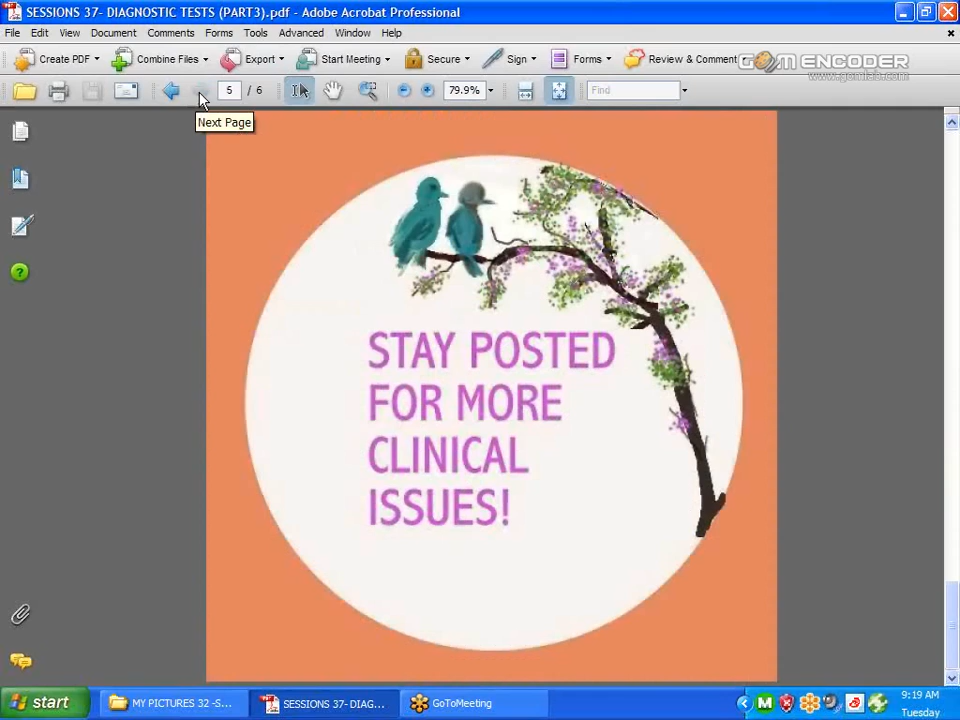 SESSIONS 37- DIAGNOSTIC TESTS (PART3).pdf - Adobe Acrobat Professional
File Edit View Document Comments Forms Tools Advanced Window Help
Create PDF Combine Files Export Start Meeting Secure Sign Forms Review & Comment
GOM ENCODER
www.gomlab.com
5 / 6 79.9% Find
Next Page
STAY POSTED
FOR MORE
CLINICAL
ISSUES!
start MY PICTURES 32 -S... SESSIONS 37- DIAG... GoToMeeting 9:19 AM
Tuesday